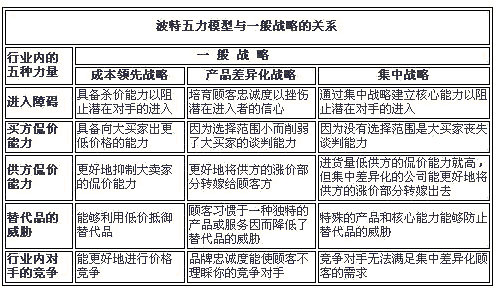 波特五力模型与一般战略的关系
行业内的
五种力量
一 般 战 略
成本领先战略
产品差异化战略
集中战略
进入障碍
具备杀价能力以阻
止潜在对手的进入
培育顾客忠诚度以挫伤
潜在进入者的信心
通过集中战略建立核心能力以阻
止潜在对手的进入
买方侃价
能力
具备向大买家出更
低价格的能力
因为选择范围小而削弱
了大买家的谈判能力
因为没有选择范围是大买家丧失
谈判能力
供方侃价
能力
更好地抑制大卖家
的侃价能力
更好地将供方的涨价部
分转嫁给顾客方
进货量低供方的侃价能力就高，
但集中差异化的公司能更好地将
供方的涨价部分转嫁出去
替代品的
威胁
能够利用低价抵御
替代品
顾客习惯于一种独特的
产品或服务因而降低了
替代品的威胁
特殊的产品和核心能力能够防止
替代品的威胁
行业内对
手的竞争
能更好地进行价格
竞争
品牌忠诚度能使顾客不
理睬你的竞争对手
竞争对手无法满足集中差异化顾
客的需求